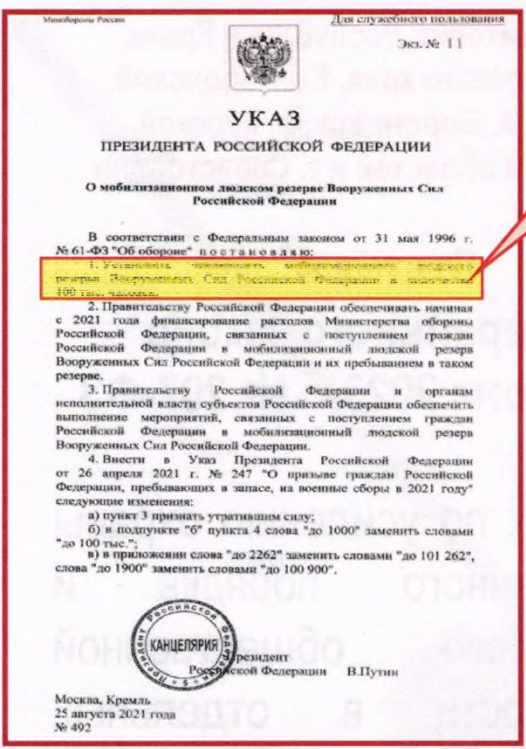 Минобороны России
Для служебного пользования
Экз. № 11
УКАЗ
ПРЕЗИДЕНТА РОССИЙСКОЙ ФЕДЕРАЦИИ
О мобилизационном людском резерве Вооруженных Сил
Российской Федерации
В соответствии с Федеральным законом от 31 мая 1996 г.
№ 61-ФЗ "Об обороне" постановляю:
1. Установить численность мобилизационного людского
резерва Вооруженных Сил Российской Федерации в количестве
100 тыс. человек.
2. Правительству Российской Федерации обеспечивать начиная
с 2021 года финансирование расходов Министерства обороны
Российской Федерации, связанных с поступлением граждан
Российской Федерации в мобилизационный людской резерв
Вооруженных Сил Российской Федерации и их пребыванием в таком
резерве.
3. Правительству Российской Федерации и органам
исполнительной власти субъектов Российской Федерации обеспечить
выполнение мероприятий, связанных с поступлением граждан
Российской Федерации в мобилизационный людской резерв
Вооруженных Сил Российской Федерации.
4. Внести в Указ Президента Российской Федерации
от 26 апреля 2021 г. № 247 "О призыве граждан Российской
Федерации, пребывающих в запасе, на военные сборы в 2021 году"
следующие изменения:
а) пункт 3 признать утратившим силу;
б) в подпункте "б" пункта 4 слова "до 1000" заменить словами
"до 100 тыс.";
в) в приложении слова "до 2262" заменить словами "до 101 262",
слова "до 1900" заменить словами "до 100 900".
КАНЦЕЛЯРИЯ
Президент Российской Федерации
5
Президент
Российской Федерации В.Путин
Москва, Кремль
25 августа 2021 года
№ 492